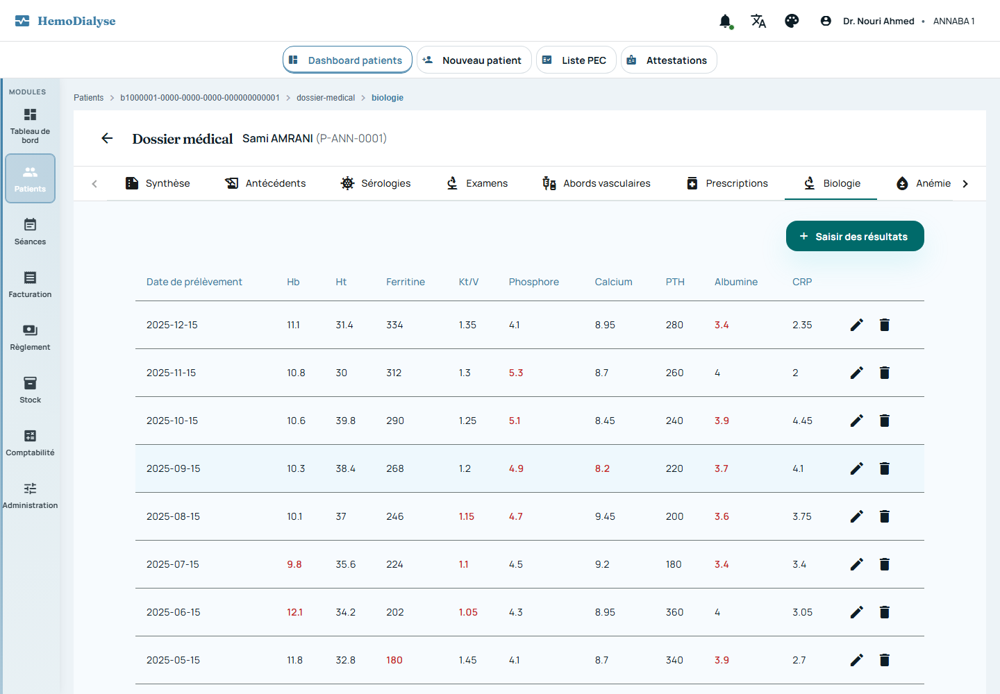 HemoDialyse
Dr. Nouri Ahmed • ANNABA 1
Dashboard patients
Nouveau patient
Liste PEC
Attestations
MODULES
Tableau de
bord
Patients
Séances
Facturation
Règlement
Stock
Comptabilité
Administration
Patients > b1000001-0000-0000-0000-000000000001 > dossier-medical > biologie
Dossier médical Sami AMRANI (P-ANN-0001)
Synthèse
Antécédents
Sérologies
Examens
Abords vasculaires
Prescriptions
Biologie
Anémie
+ Saisir des résultats
Date de prélèvement Hb Ht Ferritine Kt/V Phosphore Calcium PTH Albumine CRP
2025-12-15 11.1 31.4 334 1.35 4.1 8.95 280 3.4 2.35
2025-11-15 10.8 30 312 1.3 5.3 8.7 260 4 2
2025-10-15 10.6 39.8 290 1.25 5.1 8.45 240 3.9 4.45
2025-09-15 10.3 38.4 268 1.2 4.9 8.2 220 3.7 4.1
2025-08-15 10.1 37 246 1.15 4.7 9.45 200 3.6 3.75
2025-07-15 9.8 35.6 224 1.1 4.5 9.2 180 3.4 3.4
2025-06-15 12.1 34.2 202 1.05 4.3 8.95 360 4 3.05
2025-05-15 11.8 32.8 180 1.45 4.1 8.7 340 3.9 2.7